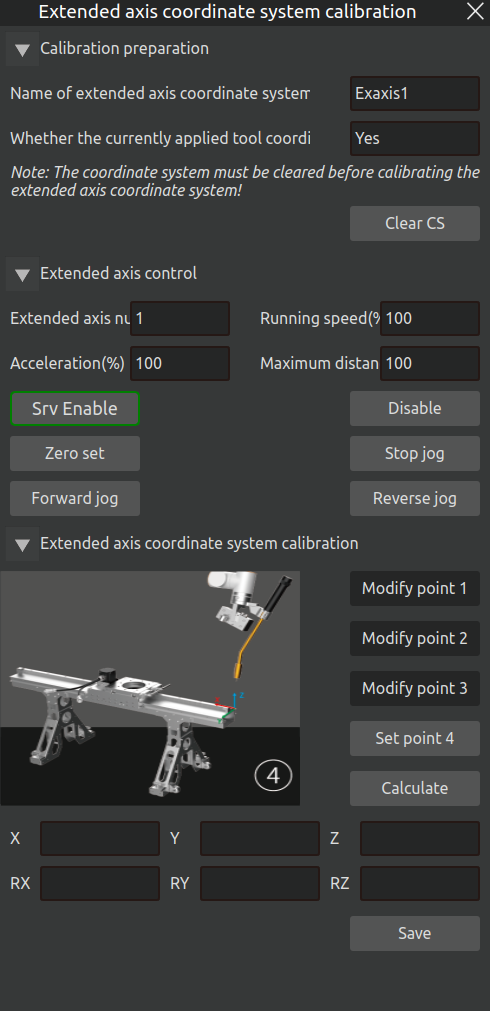 Extended axis coordinate system calibration
Calibration preparation
Name of extended axis coordinate system Exaxis1
Whether the currently applied tool coordi Yes
Note: The coordinate system must be cleared before calibrating the
extended axis coordinate system!
Clear CS
Extended axis control
Extended axis nu 1 Running speed(% 100
Acceleration(%) 100 Maximum distan 100
Srv Enable Disable
Zero set Stop jog
Forward jog Reverse jog
Extended axis coordinate system calibration
Modify point 1
Modify point 2
Modify point 3
Set point 4
Z
4
Calculate
X Y Z
RX RY RZ
Save